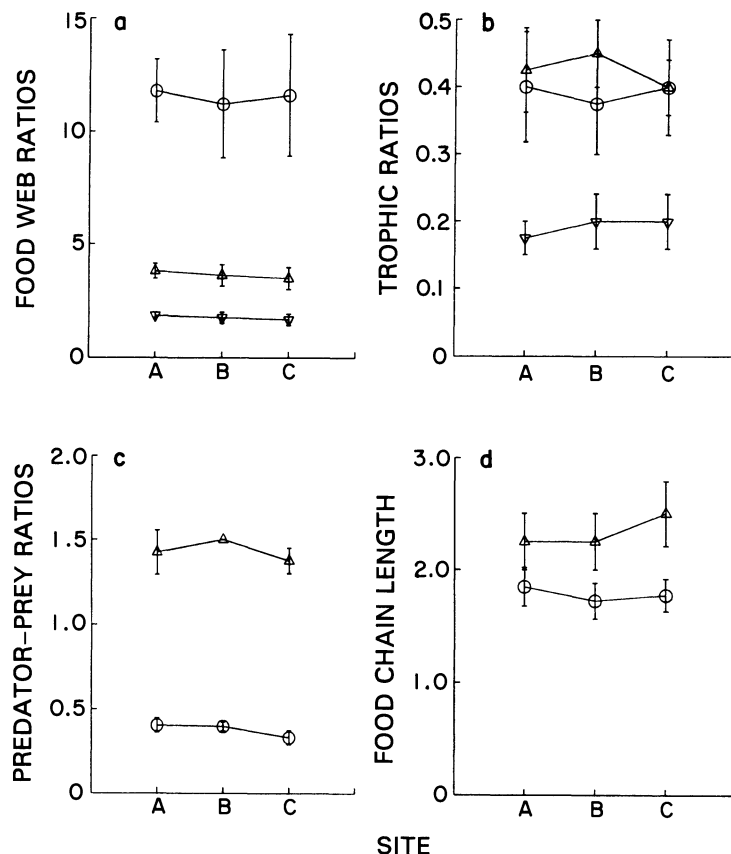 a
FOOD WEB RATIOS
15
10
5
0
A B C
b
TROPHIC RATIOS
0.5
0.4
0.3
0.2
0.1
0
A B C
c
PREDATOR-PREY RATIOS
2.0
1.5
1.0
0.5
0
A B C
d
FOOD CHAIN LENGTH
3.0
2.0
1.0
0
A B C
SITE